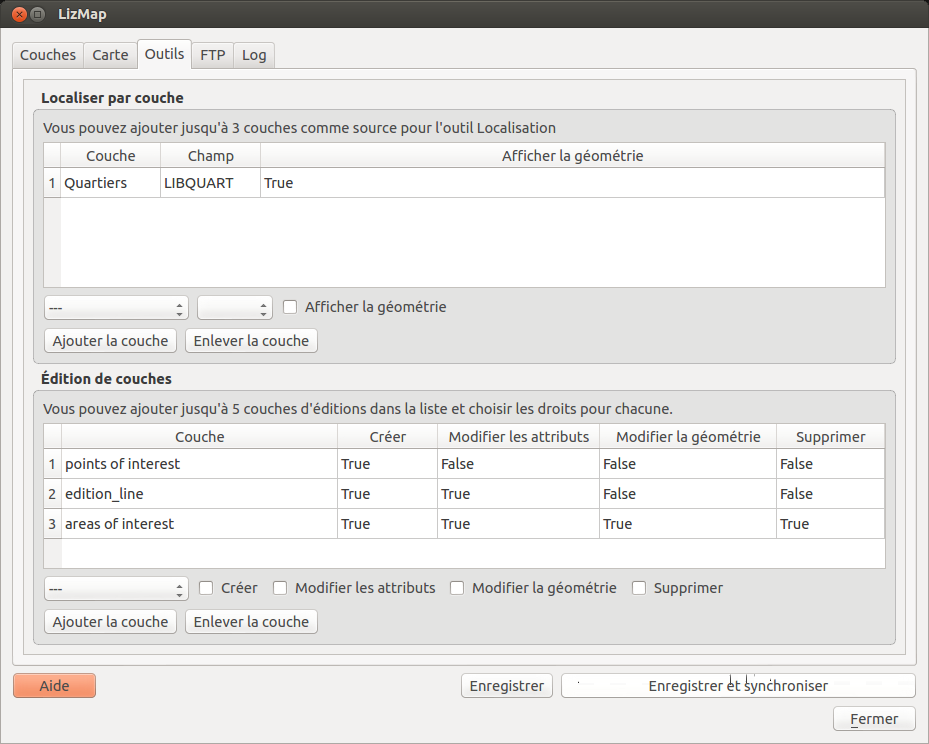 LizMap
Couches Carte Outils FTP Log
Localiser par couche
Vous pouvez ajouter jusqu'à 3 couches comme source pour l'outil Localisation
Couche Champ Afficher la géométrie
1 Quartiers LIBQUART True
--- Afficher la géométrie
Ajouter la couche Enlever la couche
Édition de couches
Vous pouvez ajouter jusqu'à 5 couches d'éditions dans la liste et choisir les droits pour chacune.
Couche Créer Modifier les attributs Modifier la géométrie Supprimer
1 points of interest True False False False
2 edition_line True True False False
3 areas of interest True True True True
--- Créer Modifier les attributs Modifier la géométrie Supprimer
Ajouter la couche Enlever la couche
Aide Enregistrer Enregistrer et synchroniser
Fermer